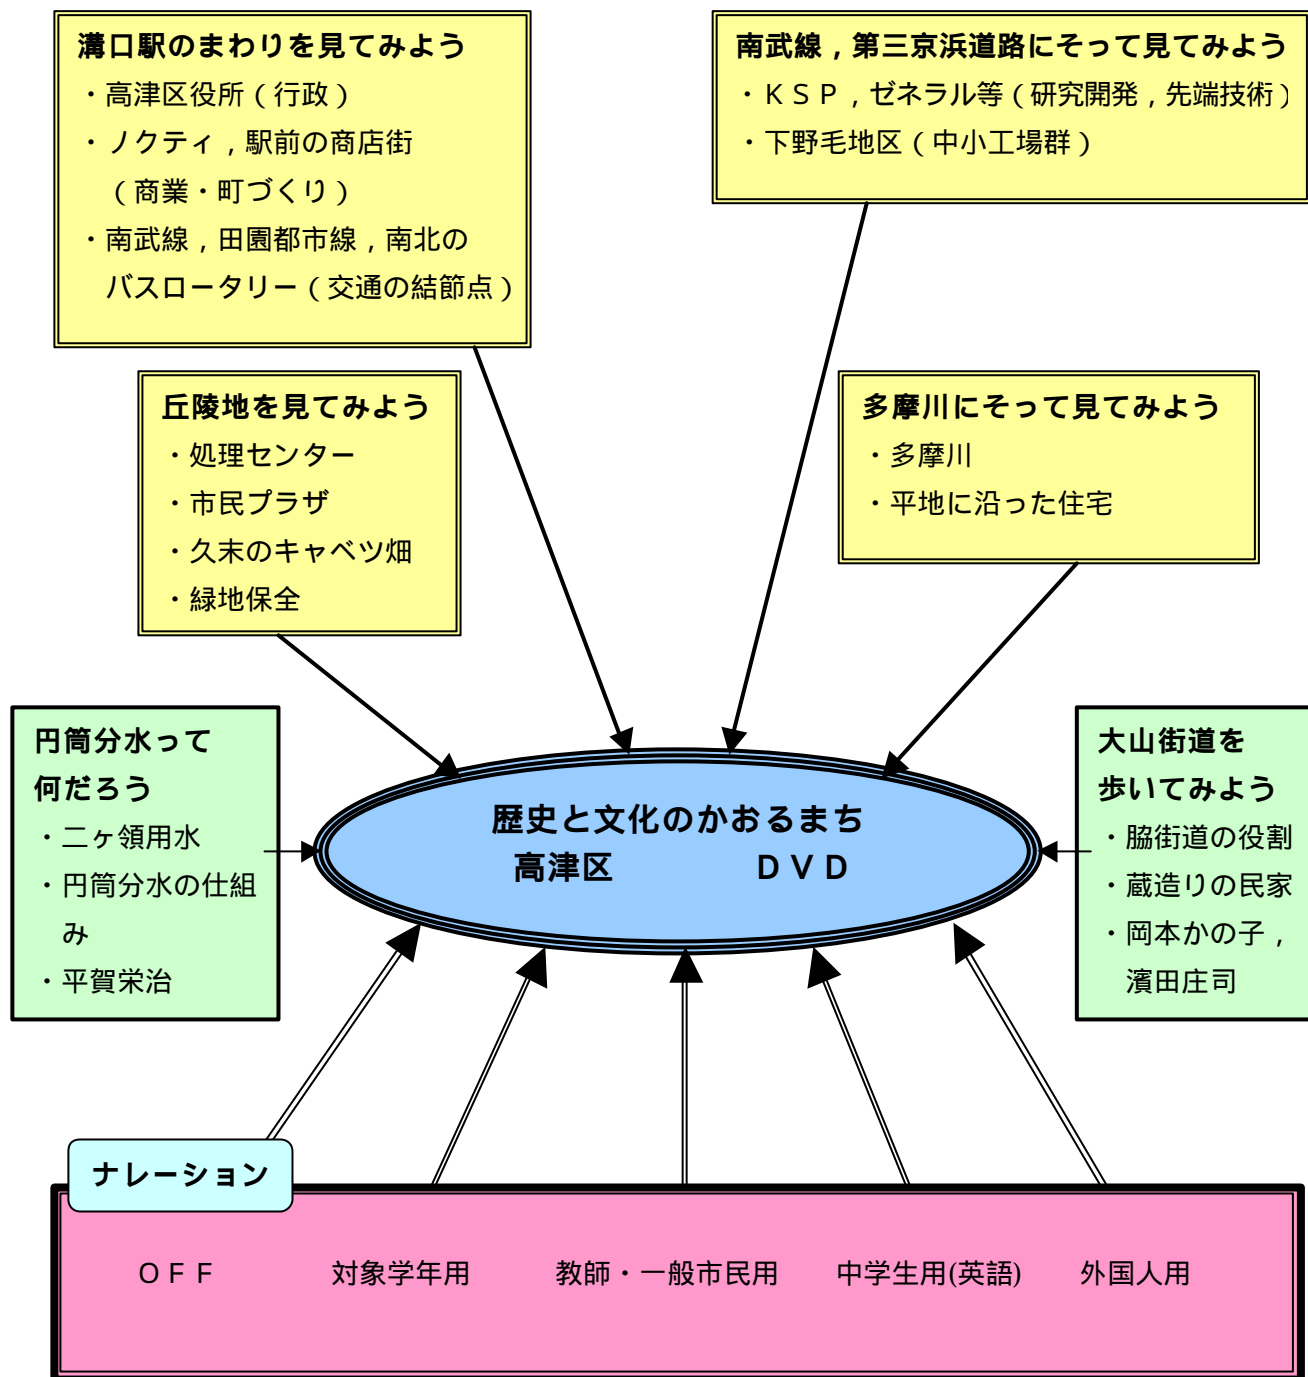 溝口駅のまわりを見てみよう
・高津区役所（行政）
・ノクティ，駅前の商店街
（商業・町づくり）
・南武線，田園都市線，南北の
バスロータリー（交通の結節点）
南武線，第三京浜道路にそって見てみよう
・ＫＳＰ，ゼネラル等（研究開発，先端技術）
・下野毛地区（中小工場群）
丘陵地を見てみよう
・処理センター
・市民プラザ
・久末のキャベツ畑
・緑地保全
多摩川にそって見てみよう
・多摩川
・平地に沿った住宅
円筒分水って
何だろう
・二ヶ領用水
・円筒分水の仕組
み
・平賀栄治
歴史と文化のかおるまち
高津区　　　　ＤＶＤ
大山街道を
歩いてみよう
・脇街道の役割
・蔵造りの民家
・岡本かの子，
濱田庄司
ナレーション
ＯＦＦ　　対象学年用　　教師・一般市民用　　中学生用(英語)　　外国人用